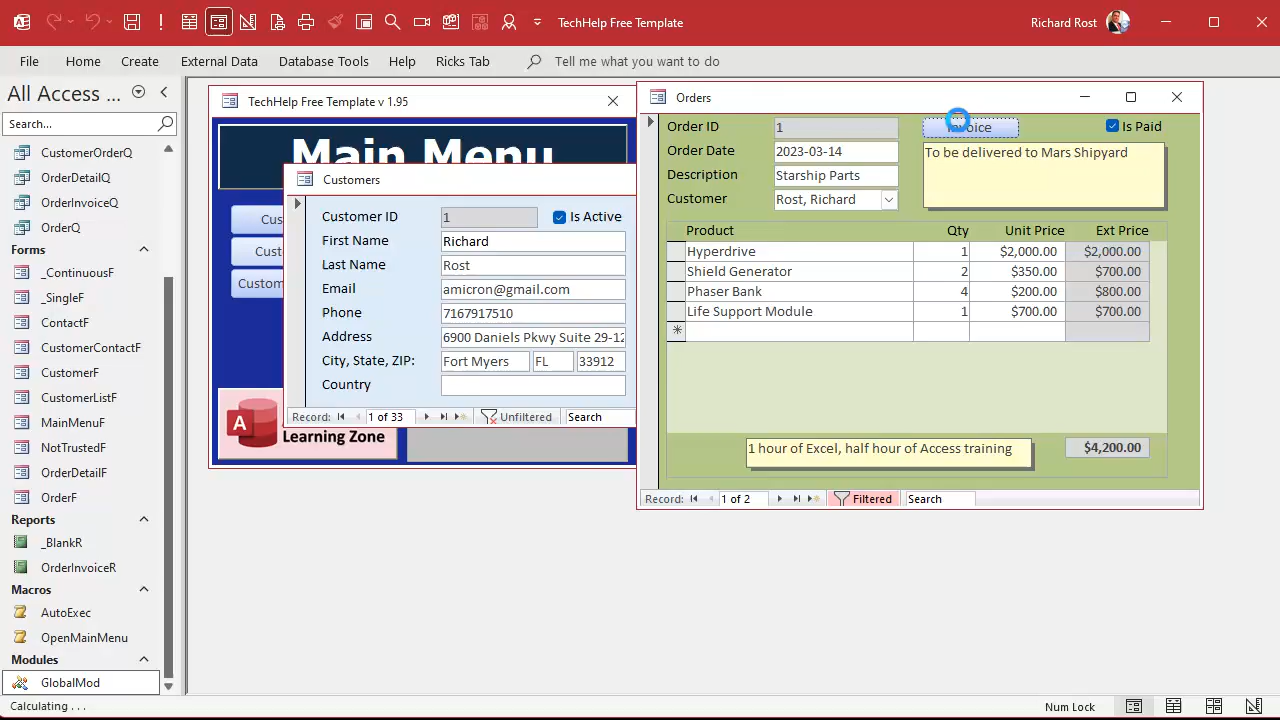 TechHelp Free Template
Richard Rost
File
Home
Create
External Data
Database Tools
Help
Ricks Tab
Tell me what you want to do
All Access ...
Search...
CustomerOrderQ
OrderDetailQ
OrderInvoiceQ
OrderQ
Forms
_ContinuousF
_SingleF
ContactF
CustomerContactF
CustomerF
CustomerListF
MainMenuF
NotTrustedF
OrderDetailF
OrderF
Reports
_BlankR
OrderInvoiceR
Macros
AutoExec
OpenMainMenu
Modules
GlobalMod
TechHelp Free Template v 1.95
Main Menu
Cus
Cust
Custom
A
Learning Zone
Customers
Customer ID 1 Is Active
First Name Richard
Last Name Rost
Email amicron@gmail.com
Phone 7167917510
Address 6900 Daniels Pkwy Suite 29-12
City, State, ZIP: Fort Myers FL 33912
Country
Record: 1 of 33 Unfiltered Search
Orders
Order ID 1 Invoice Is Paid
Order Date 2023-03-14 To be delivered to Mars Shipyard
Description Starship Parts
Customer Rost, Richard
Product Qty Unit Price Ext Price
Hyperdrive 1 $2,000.00 $2,000.00
Shield Generator 2 $350.00 $700.00
Phaser Bank 4 $200.00 $800.00
Life Support Module 1 $700.00 $700.00
1 hour of Excel, half hour of Access training $4,200.00
Record: 1 of 2 Filtered Search
Calculating . . .
Num Lock